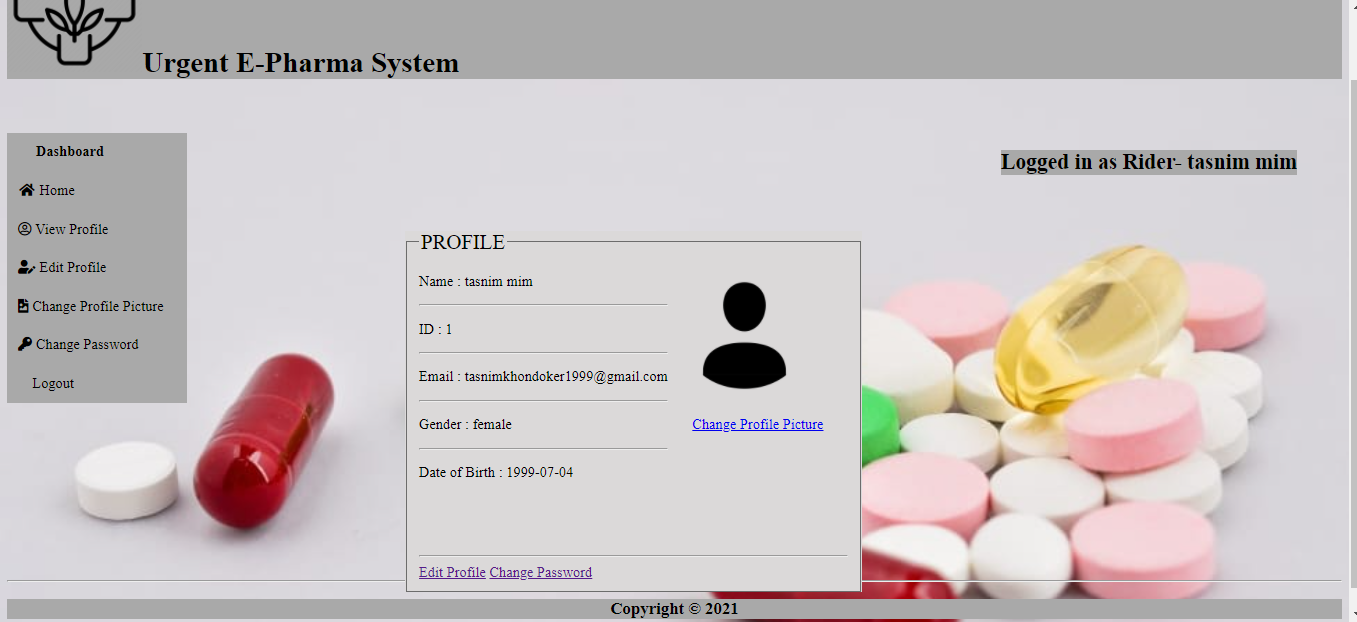 Urgent E-Pharma System
Dashboard
Home
View Profile
Edit Profile
Change Profile Picture
Change Password
Logout
Logged in as Rider- tasnim mim
PROFILE
Name : tasnim mim
ID : 1
Email : tasnimkhondoker1999@gmail.com
Gender : female
Change Profile Picture
Date of Birth : 1999-07-04
Edit Profile Change Password
Copyright © 2021